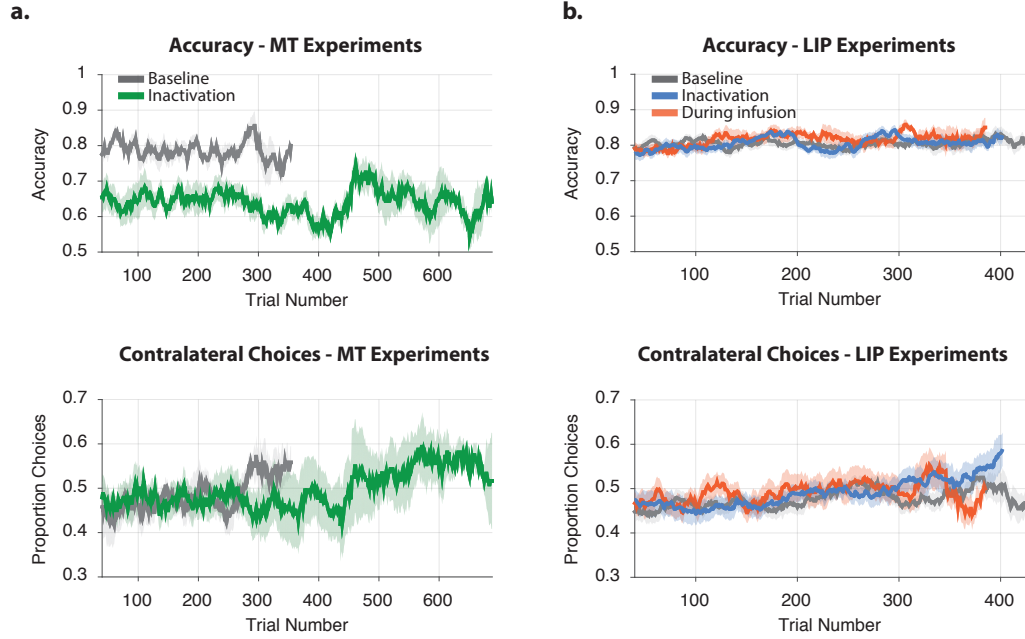 a.
Accuracy - MT Experiments
Baseline
Inactivation
1
0.9
0.8
0.7
0.6
0.5
Accuracy
100 200 300 400 500 600
Trial Number
Contralateral Choices - MT Experiments
0.7
0.6
0.5
0.4
0.3
Proportion Choices
100 200 300 400 500 600
Trial Number
b.
Accuracy - LIP Experiments
Baseline
Inactivation
During infusion
1
0.9
0.8
0.7
0.6
0.5
Accuracy
100 200 300 400
Trial Number
Contralateral Choices - LIP Experiments
0.7
0.6
0.5
0.4
0.3
Proportion Choices
100 200 300 400
Trial Number